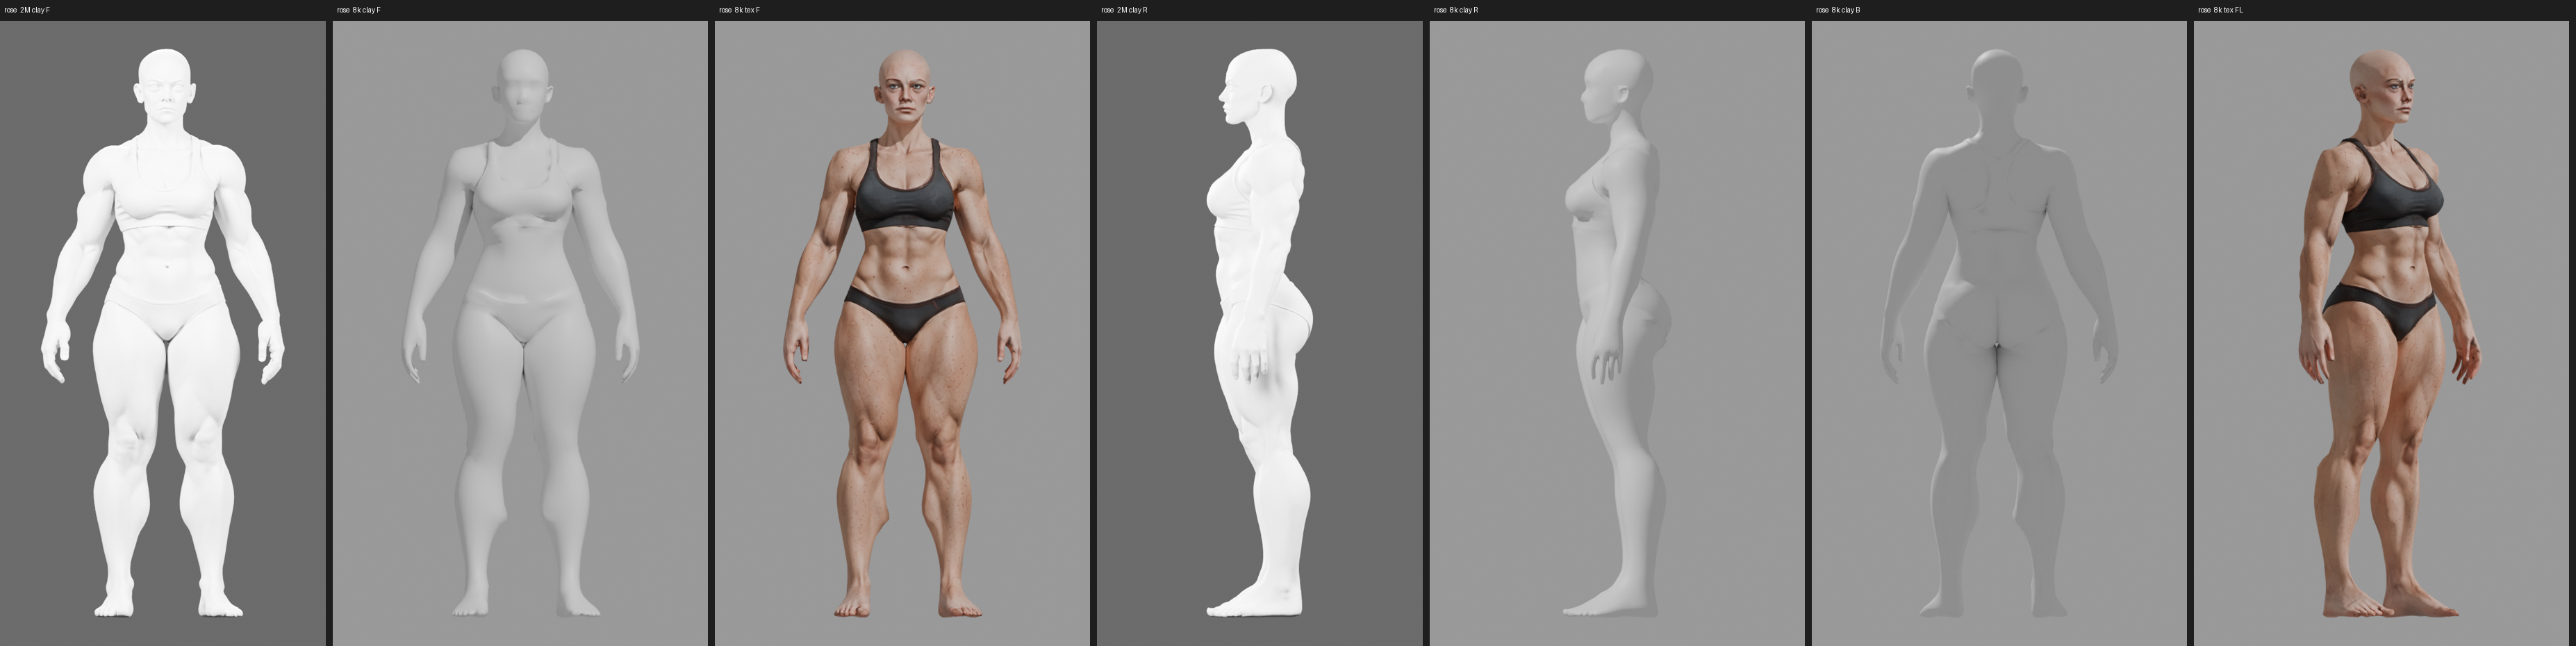 rose 2M clay F
rose 8k clay F
rose 8k tex F
rose 2M clay R
rose 8k clay R
rose 8k clay B
rose 8k tex FL